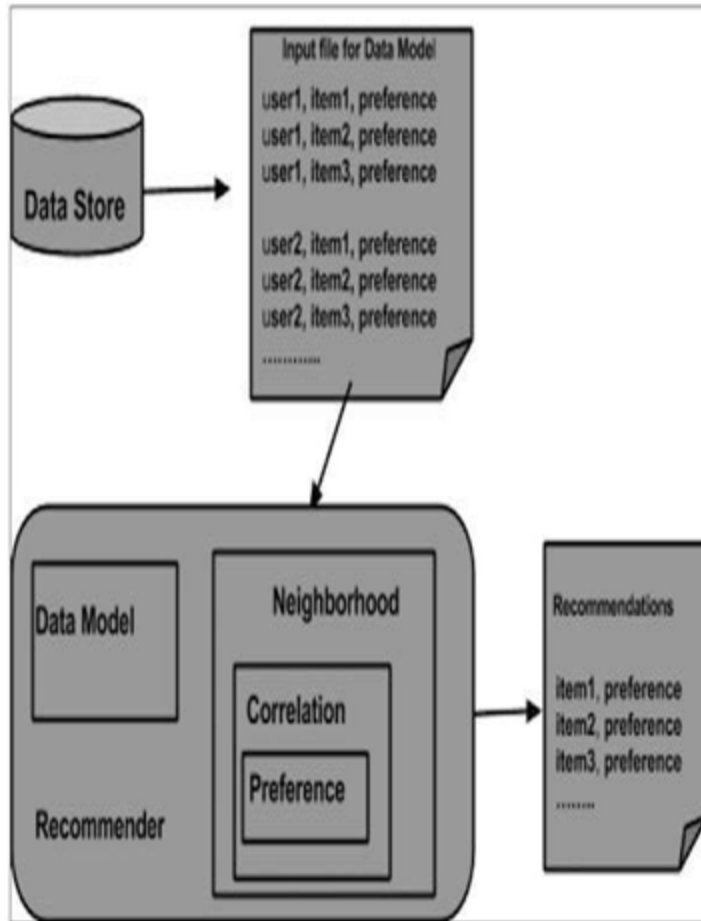 Input file for Data Model
user1, item1, preference
user1, item2, preference
user1, item3, preference
user2, item1, preference
user2, item2, preference
user2, item3, preference
............
Data Store
Data Model
Neighborhood
Correlation
Preference
Recommender
Recommendations
item1, preference
item2, preference
item3, preference
........